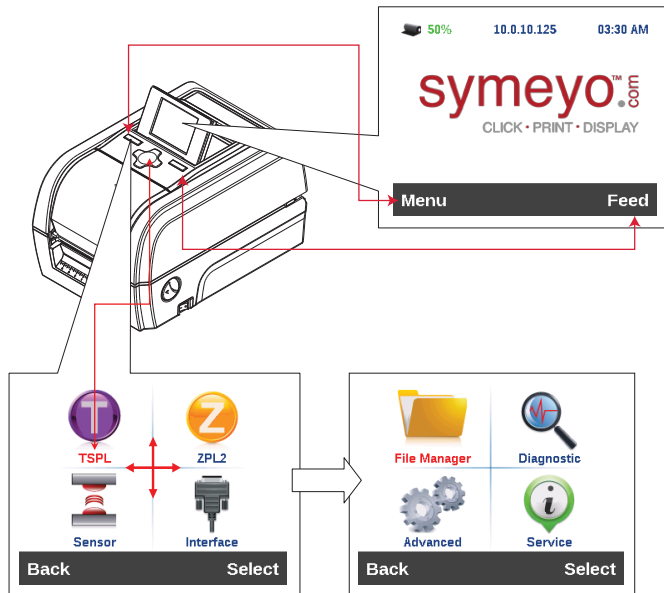 50% 10.0.10.125 03:30 AM
symeyo™.com
CLICK • PRINT • DISPLAY
Menu Feed
T Z
TSPL ZPL2
Sensor Interface
Back Select
File Manager Diagnostic
i
Advanced Service
Back Select